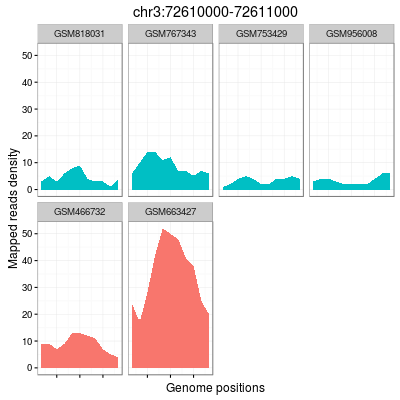 chr3:72610000-72611000
GSM818031 GSM767343 GSM753429 GSM956008
50
40
30
20
10
0
GSM466732 GSM663427
50
40
30
20
10
0
Mapped reads density
Genome positions